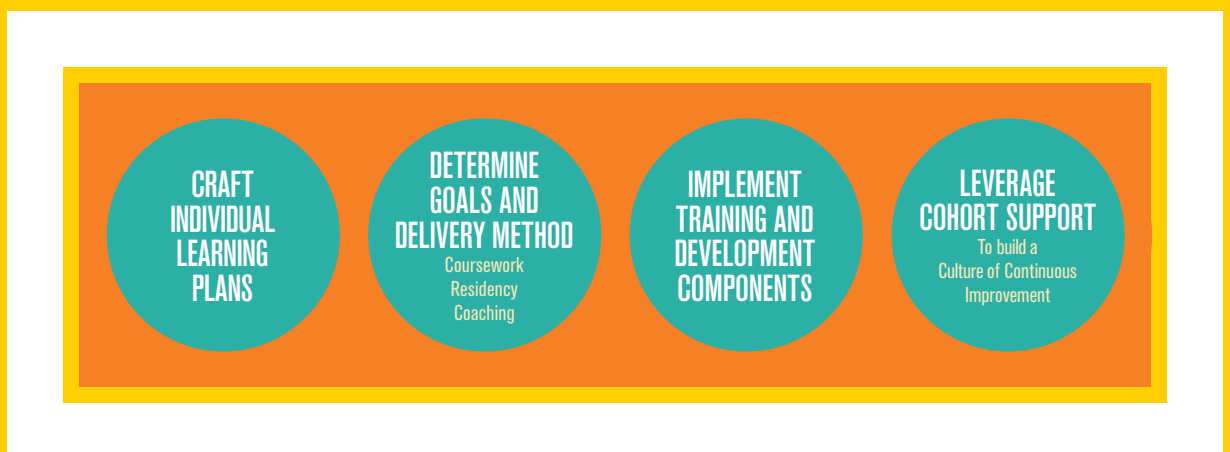 CRAFT
INDIVIDUAL
LEARNING
PLANS
DETERMINE
GOALS AND
DELIVERY METHOD
Coursework
Residency
Coaching
IMPLEMENT
TRAINING AND
DEVELOPMENT
COMPONENTS
LEVERAGE
COHORT SUPPORT
To build a
Culture of Continuous
Improvement